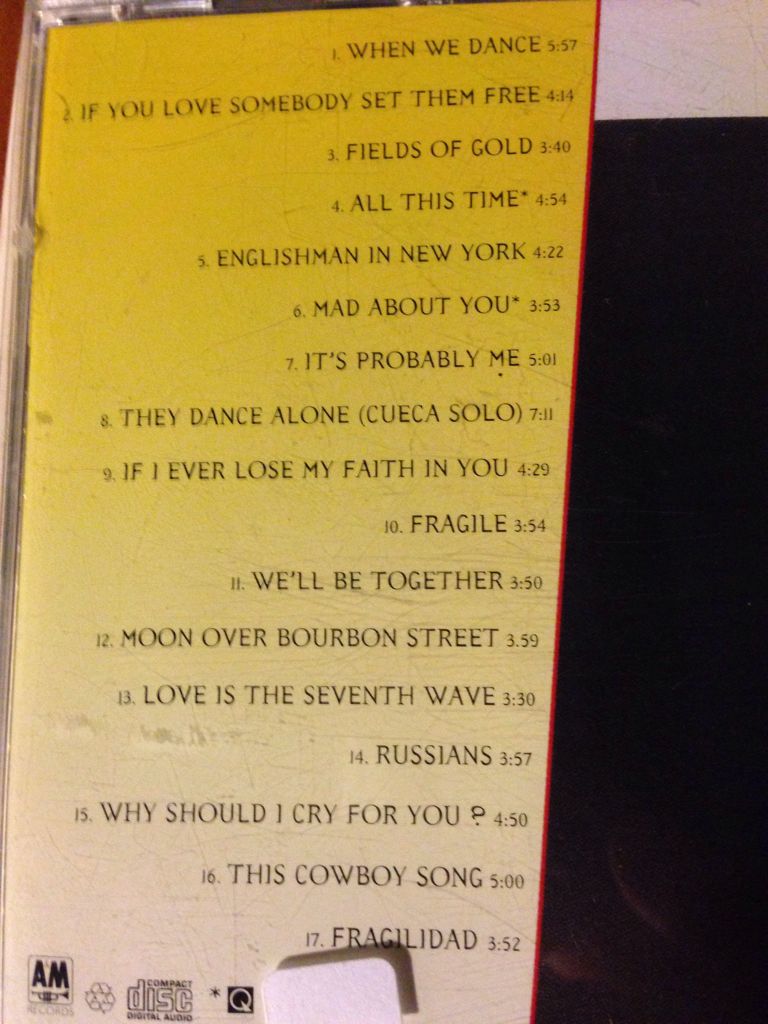 1. WHEN WE DANCE 5:57
2. IF YOU LOVE SOMEBODY SET THEM FREE 4:14
3. FIELDS OF GOLD 3:40
4. ALL THIS TIME* 4:54
5. ENGLISHMAN IN NEW YORK 4:22
6. MAD ABOUT YOU* 3:53
7. IT'S PROBABLY ME 5:01
8. THEY DANCE ALONE (CUECA SOLO) 7:11
9. IF I EVER LOSE MY FAITH IN YOU 4:29
10. FRAGILE 3:54
11. WE'LL BE TOGETHER 3:50
12. MOON OVER BOURBON STREET 3.59
13. LOVE IS THE SEVENTH WAVE 3:30
14. RUSSIANS 3:57
15. WHY SHOULD I CRY FOR YOU ? 4:50
16. THIS COWBOY SONG 5:00
17. FRAGILIDAD 3:52
AM
RECORDS
COMPACT
disc
DIGITAL AUDIO
* Q